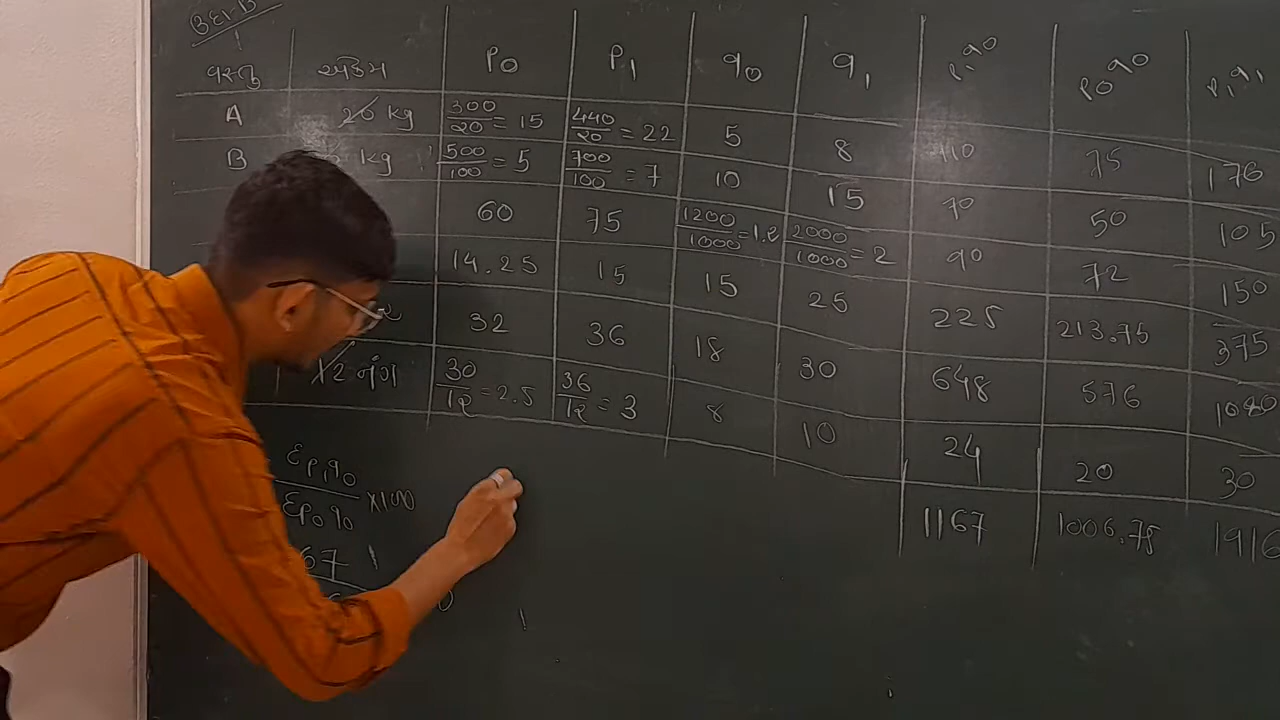 વસ્તુ એકમ P₀ P₁ q₀ q₁ P₁q₀ P₀q₀ P₁q₁
A 20 kg 300/20 = 15 440/20 = 22 5 8 110 75 176
B kg 500/100 = 5 700/100 = 7 10 15 70 50 105
60 75 1200/1000 = 1.2 2000/1000 = 2 90 72 150
14.25 15 15 25 225 213.75 375
32 36 18 30 648 576 1080
12 નંગ 30/12 = 2.5 36/12 = 3 8 10 24 20 30
1167 1006.75 1916
ΣP₁q₀
ΣP₀q₀ ×100
67
0